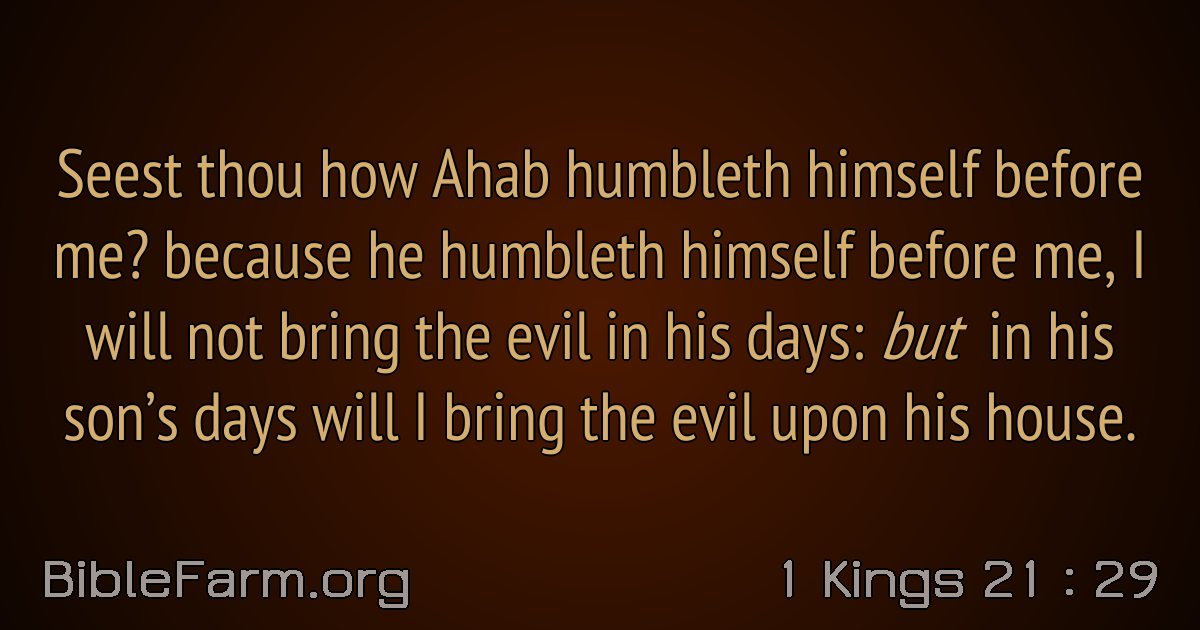 Seest thou how Ahab humbleth himself before
me? because he humbleth himself before me, I
will not bring the evil in his days: but in his
son’s days will I bring the evil upon his house.
BibleFarm.org
1 Kings 21 : 29